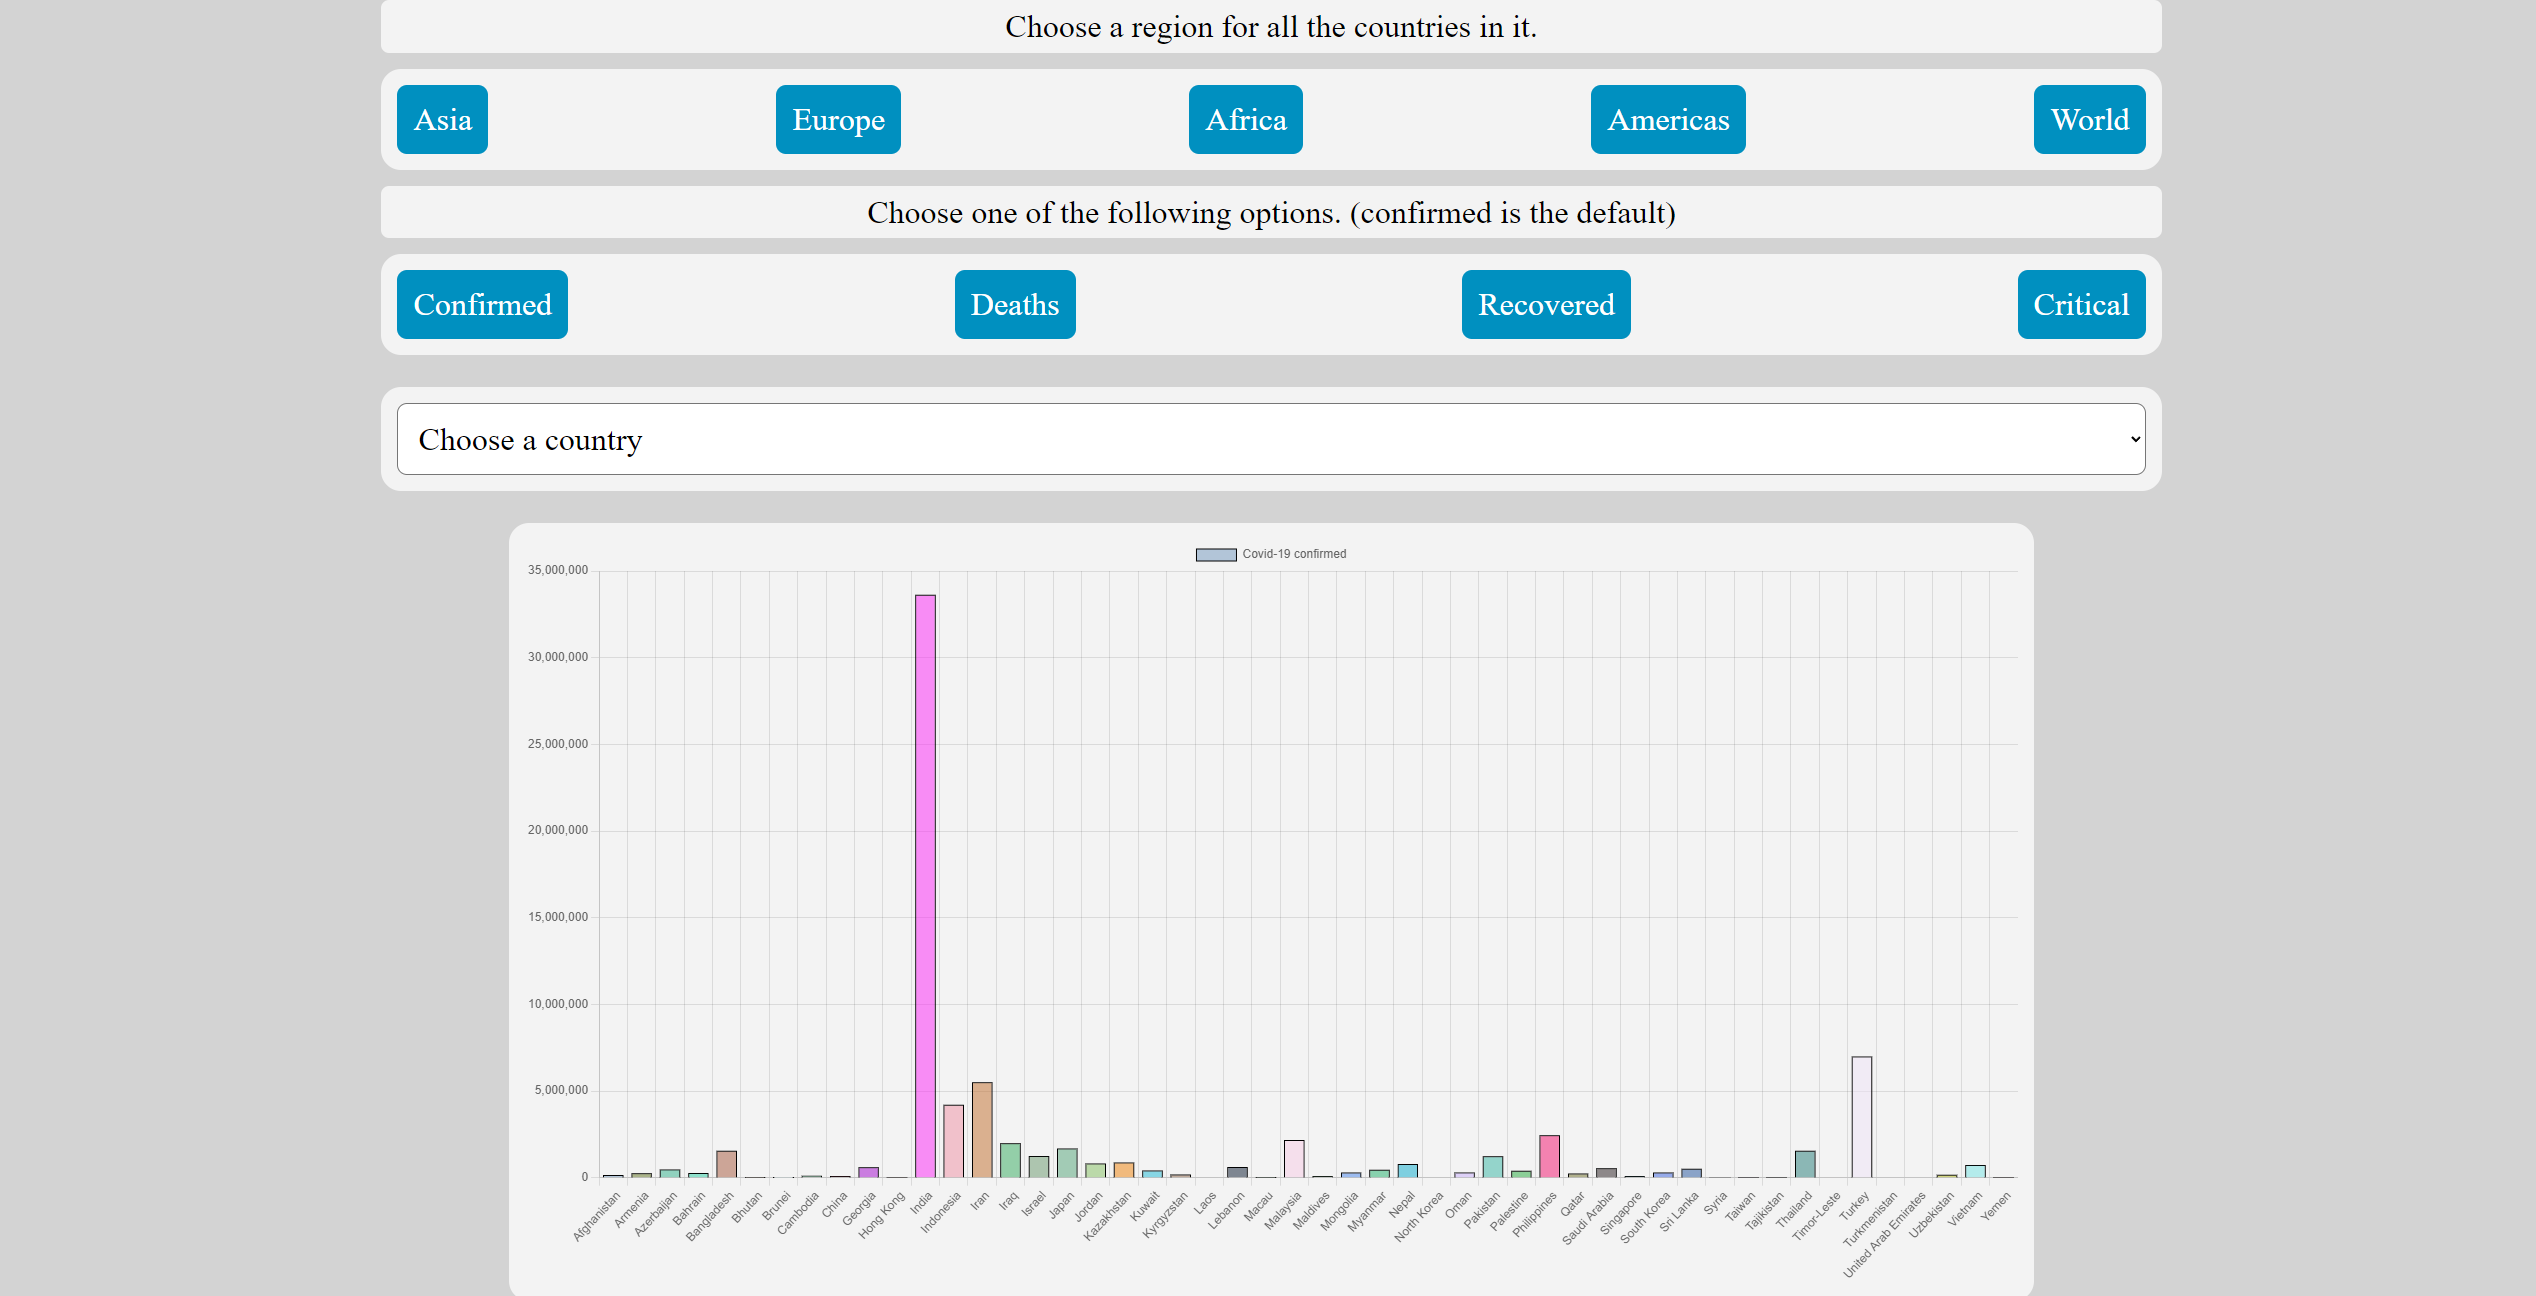 Choose a region for all the countries in it.
Asia Europe Africa Americas World
Choose one of the following options. (confirmed is the default)
Confirmed Deaths Recovered Critical
Choose a country
Covid-19 confirmed
35,000,000
30,000,000
25,000,000
20,000,000
15,000,000
10,000,000
5,000,000
0
Afghanistan
Armenia
Azerbaijan
Bahrain
Bangladesh
Bhutan
Brunei
Cambodia
China
Georgia
Hong Kong
India
Indonesia
Iran
Iraq
Israel
Japan
Jordan
Kazakhstan
Kuwait
Kyrgyzstan
Laos
Lebanon
Macau
Malaysia
Maldives
Mongolia
Myanmar
Nepal
North Korea
Oman
Pakistan
Palestine
Philippines
Qatar
Saudi Arabia
Singapore
South Korea
Sri Lanka
Syria
Taiwan
Tajikistan
Thailand
Timor-Leste
Turkey
Turkmenistan
United Arab Emirates
Uzbekistan
Vietnam
Yemen